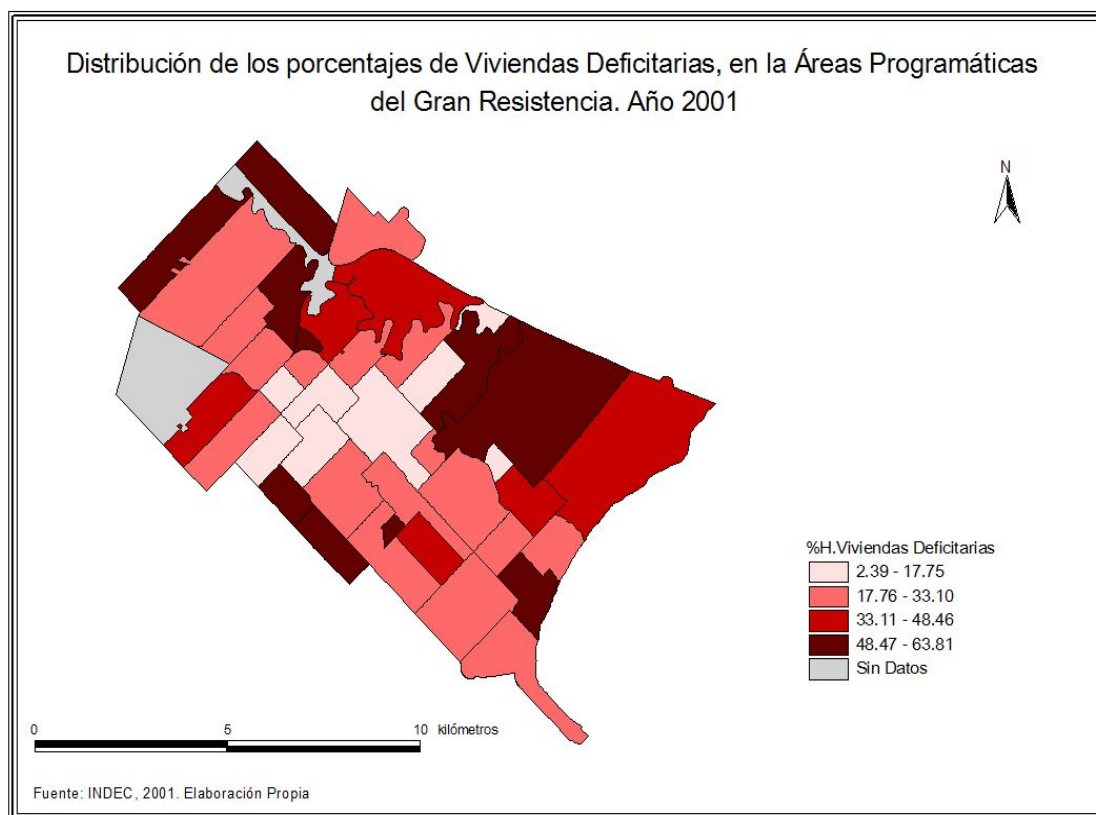 Distribución de los porcentajes de Viviendas Deficitarias, en la Áreas Programáticas
del Gran Resistencia. Año 2001
N
%H.Viviendas Deficitarias
2.39 - 17.75
17.76 - 33.10
33.11 - 48.46
48.47 - 63.81
Sin Datos
0 5 10 kilómetros
Fuente: INDEC, 2001. Elaboración Propia